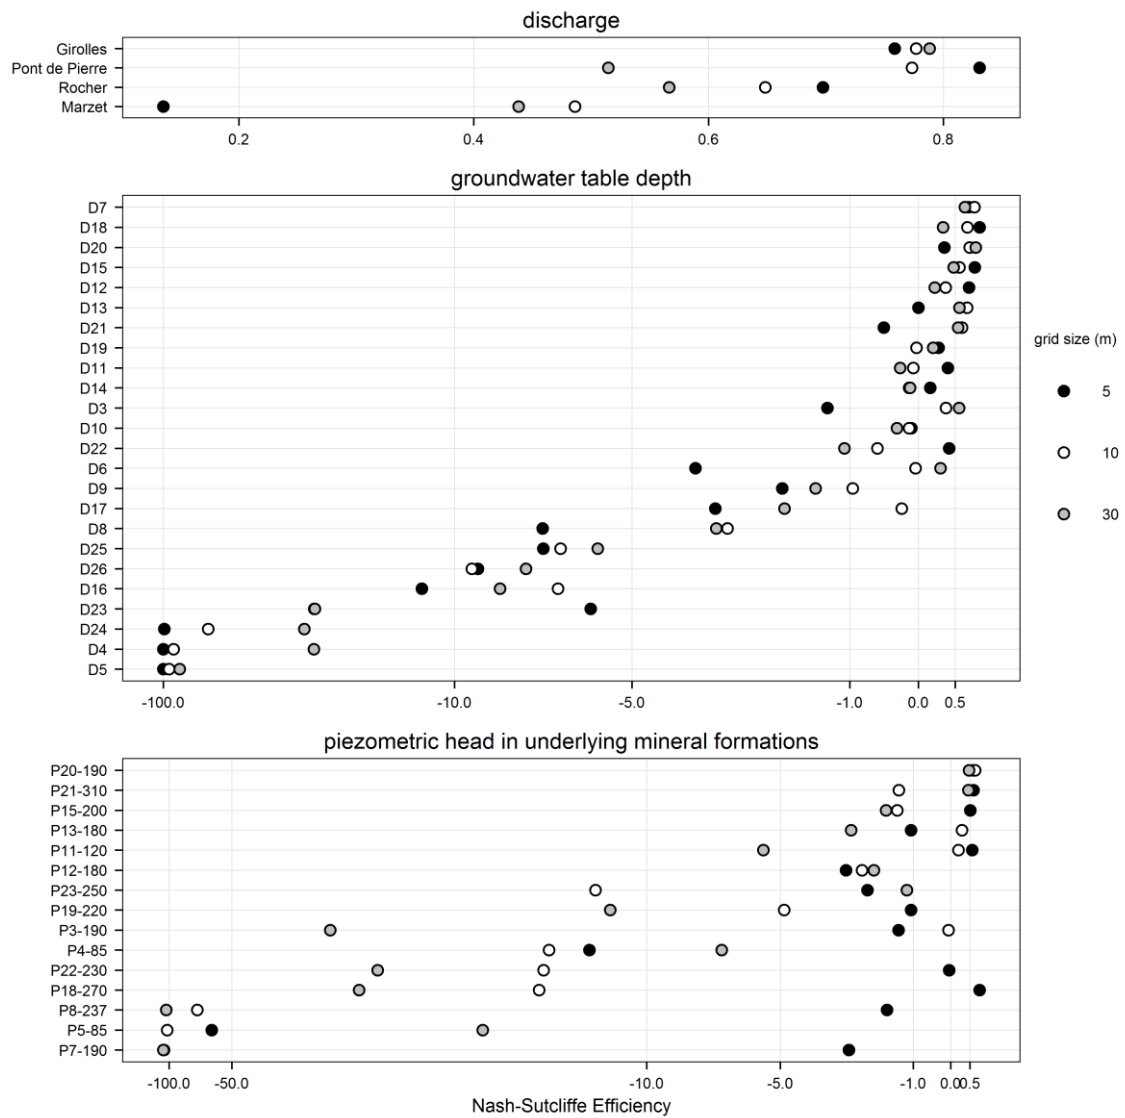 discharge
Girolles
Pont de Pierre
Rocher
Marzet
0.2 0.4 0.6 0.8
groundwater table depth
D7
D18
D20
D15
D12
D13
D21
D19
D11
D14
D3
D10
D22
D6
D9
D17
D8
D25
D26
D16
D23
D24
D4
D5
-100.0 -10.0 -5.0 -1.0 0.0 0.5
grid size (m)
5
10
30
piezometric head in underlying mineral formations
P20-190
P21-310
P15-200
P13-180
P11-120
P12-180
P23-250
P19-220
P3-190
P4-85
P22-230
P18-270
P8-237
P5-85
P7-190
-100.0 -50.0 -10.0 -5.0 -1.0 0.0 0.5
Nash-Sutcliffe Efficiency